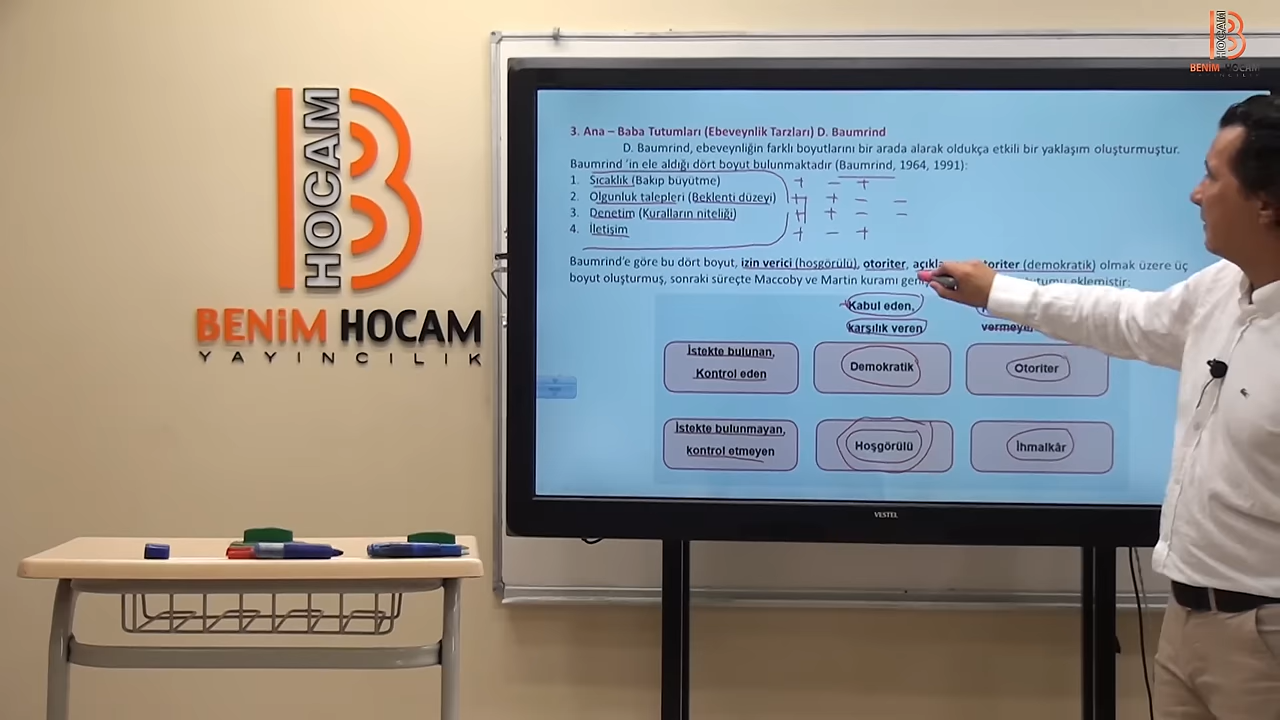 HOCAM
BENİM HOCAM
YAYINCILIK
HOCAM
BENİM HOCAM
YAYINCILIK
3. Ana – Baba Tutumları (Ebeveynlik Tarzları) D. Baumrind
D. Baumrind, ebeveynliğin farklı boyutlarını bir arada alarak oldukça etkili bir yaklaşım oluşturmuştur.
Baumrind 'in ele aldığı dört boyut bulunmaktadır (Baumrind, 1964, 1991):
1. Sıcaklık (Bakıp büyütme) + - +
2. Olgunluk talepleri (Beklenti düzeyi) + + - -
3. Denetim (Kuralların niteliği) + + - -
4. İletişim + - +
Baumrind'e göre bu dört boyut, izin verici (hoşgörülü), otoriter, (demokratik) olmak üzere üç
boyut oluşturmuş, sonraki süreçte Maccoby ve Martin kuramı eklemiştir:
Kabul eden,
karşılık veren
İstekte bulunan,
Kontrol eden
Demokratik
Otoriter
İstekte bulunmayan,
kontrol etmeyen
Hoşgörülü
İhmalkâr
VESTEL